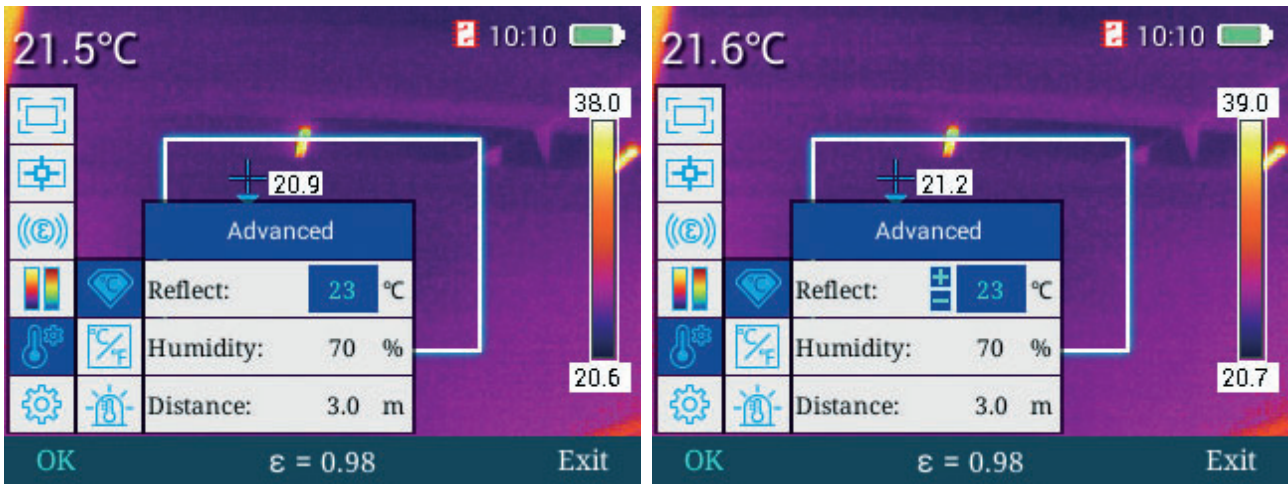 21.5°C
10:10
38.0
20.9
Advanced
Reflect: 23 °C
Humidity: 70 %
Distance: 3.0 m
20.6
((ε))
°C
°C/°F
OK ε = 0.98 Exit
21.6°C
10:10
39.0
21.2
Advanced
Reflect: + - 23 °C
Humidity: 70 %
Distance: 3.0 m
20.7
((ε))
°C
°C/°F
OK ε = 0.98 Exit